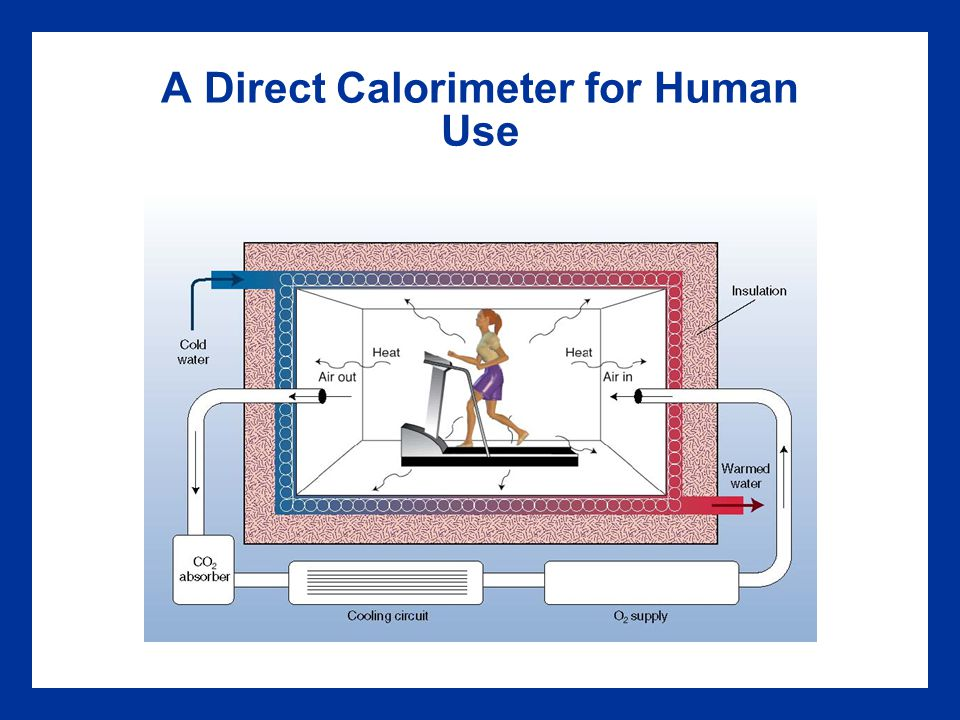 A Direct Calorimeter for Human
Use
Insulation
Cold
water
Heat
Heat
Air out
Air in
Warmed
water
CO₂
absorber
Cooling circuit
O₂ supply